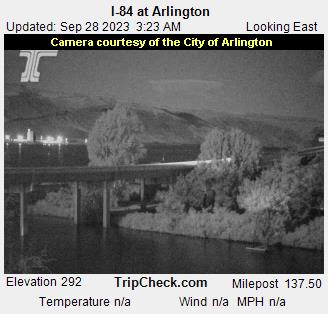 I-84 at Arlington
Updated: Sep 28 2023 3:23 AM Looking East
Camera courtesy of the City of Arlington
Elevation 292 TripCheck.com Milepost 137.50
Temperature n/a Wind n/a MPH n/a